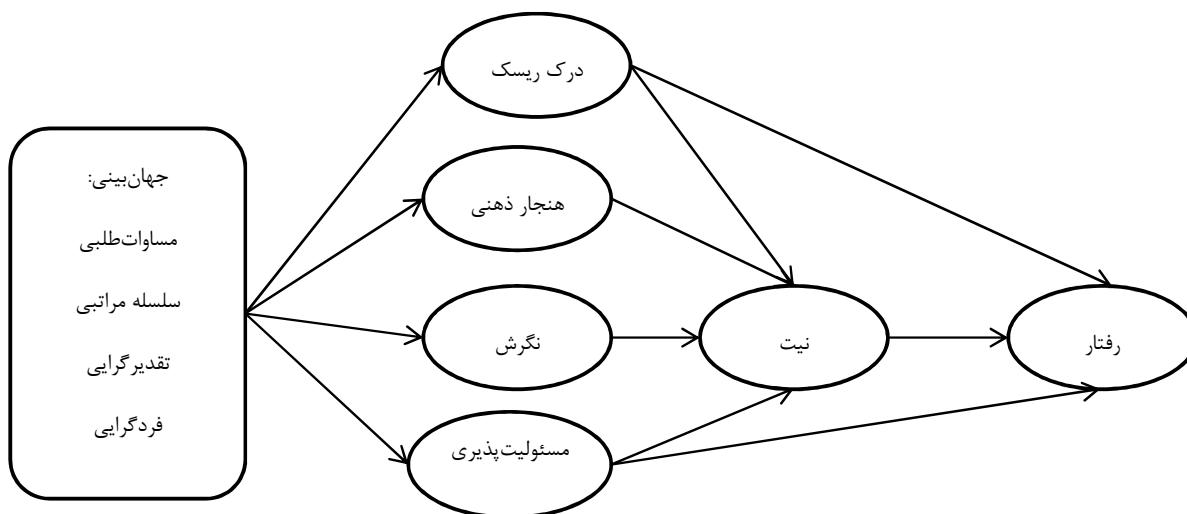 جهان‌بینی:
مساوات‌طلبی
سلسله مراتبی
تقدیرگرایی
فردگرایی
درک ریسک
هنجار ذهنی
نگرش
مسئولیت‌پذیری
نیت
رفتار